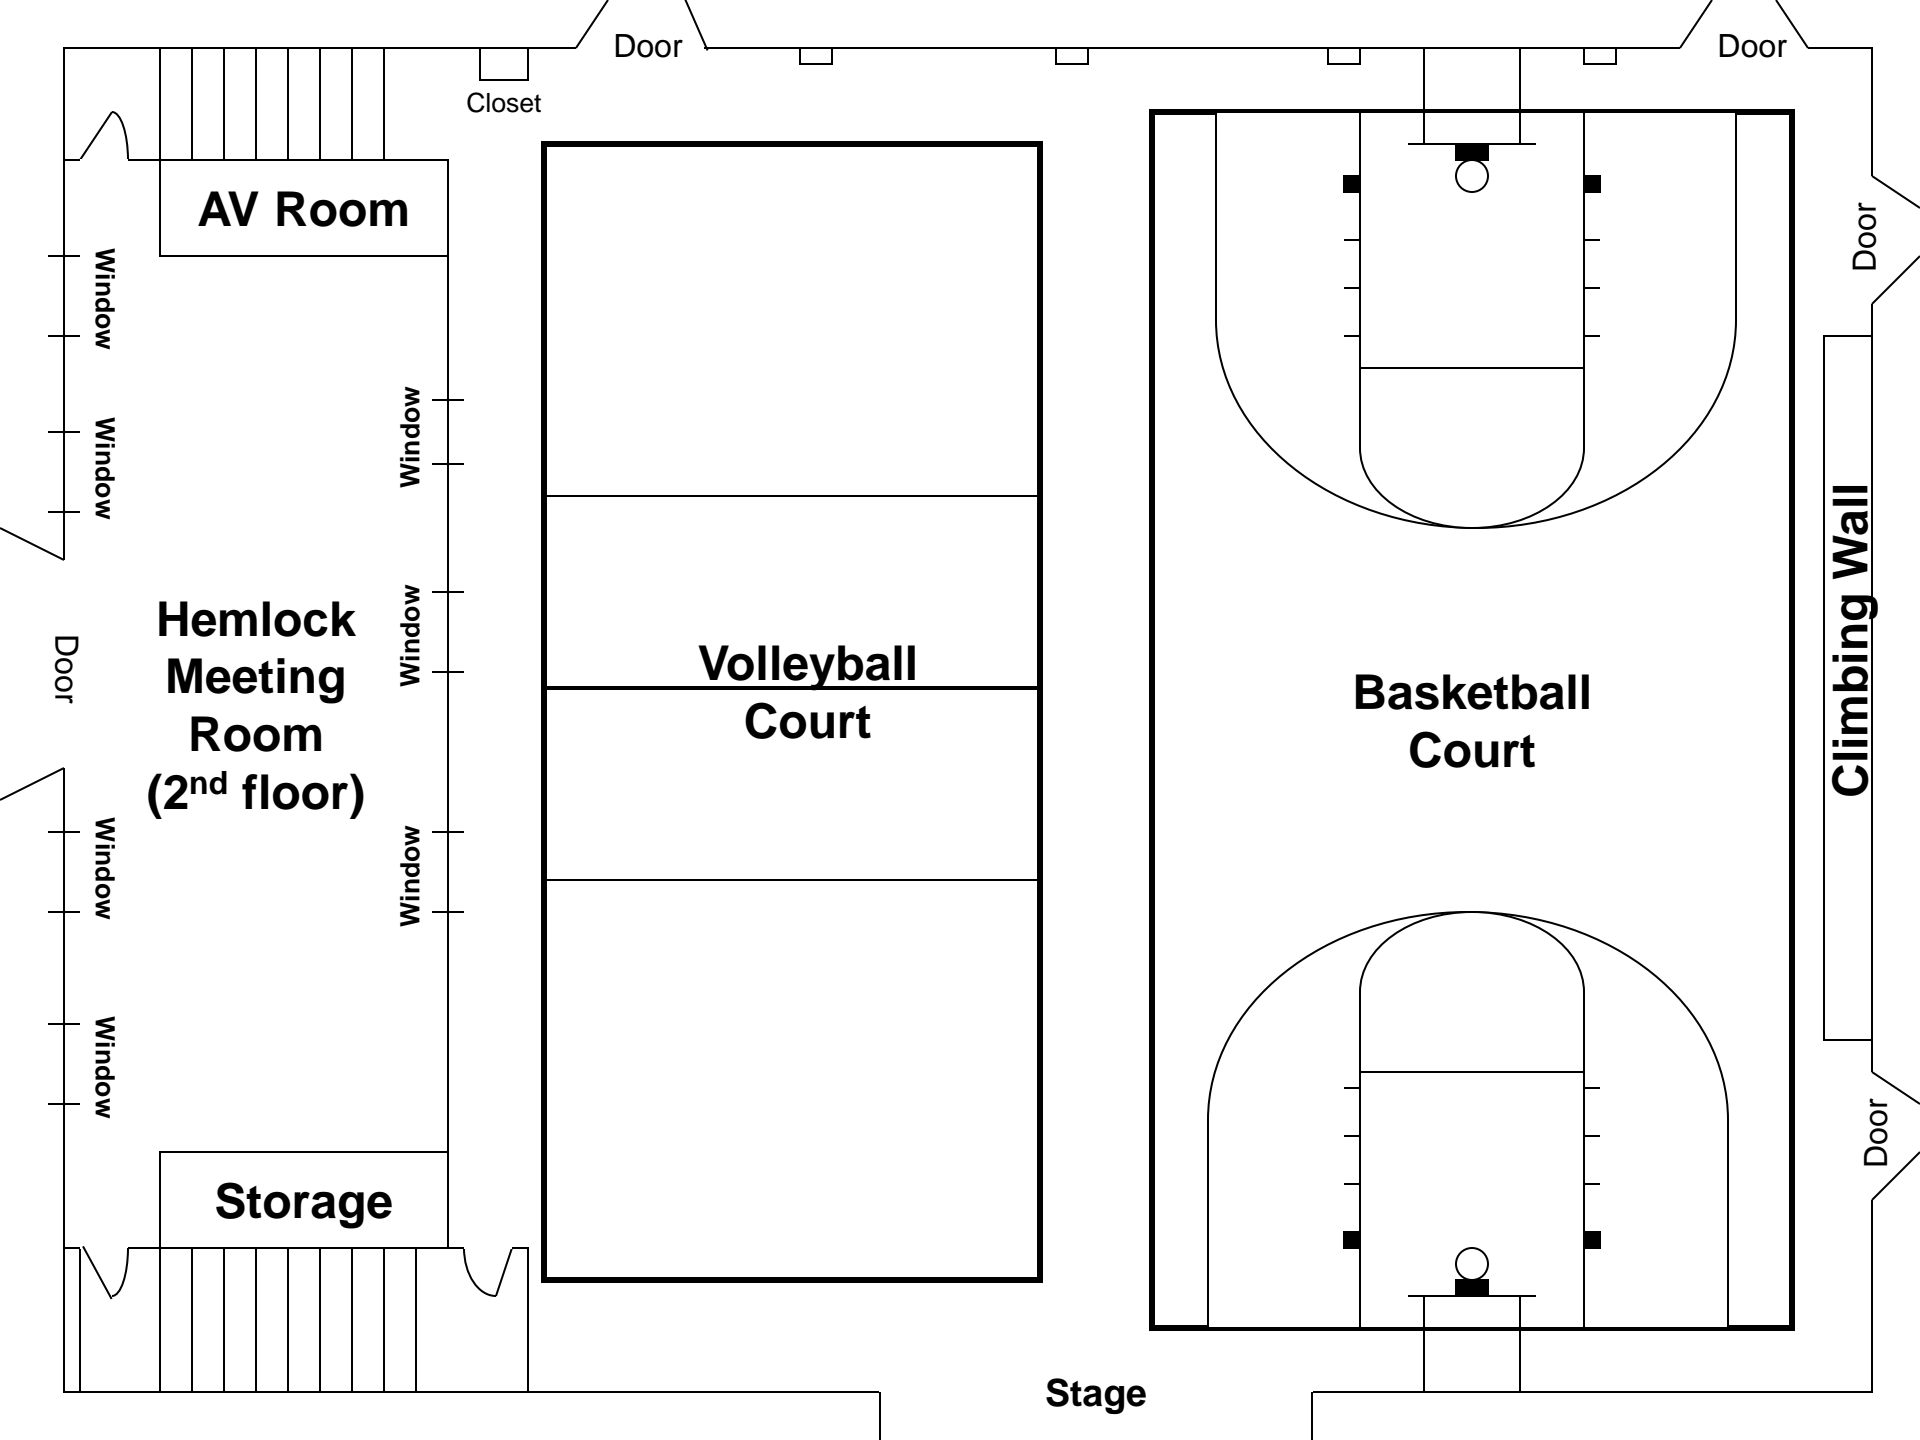 Door
Door
Closet
AV Room
Door
Window
Window
Window
Climbing Wall
Hemlock
Meeting
Room
(2nd floor)
Door
Window
Volleyball
Court
Basketball
Court
Window
Window
Window
Door
Storage
Stage